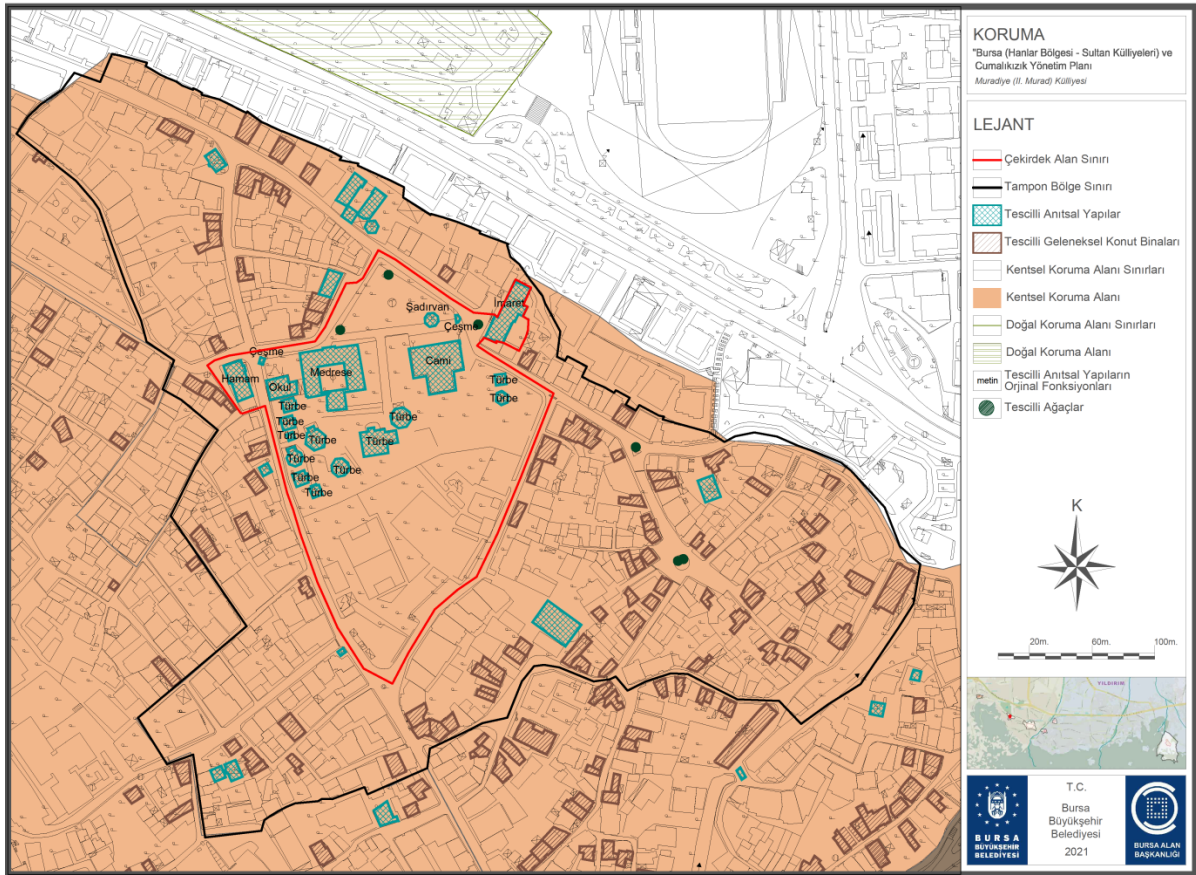 KORUMA
"Bursa (Hanlar Bölgesi - Sultan Külliyeleri) ve
Cumalıkızık Yönetim Planı
Muradiye (II. Murad) Külliyesi
LEJANT
Çekirdek Alan Sınırı
Tampon Bölge Sınırı
Tescilli Anıtsal Yapılar
Tescilli Geleneksel Konut Binaları
Kentsel Koruma Alanı Sınırları
Kentsel Koruma Alanı
Doğal Koruma Alanı Sınırları
Doğal Koruma Alanı
metin
Tescilli Anıtsal Yapıların
Orjinal Fonksiyonları
Tescilli Ağaçlar
K
20m. 60m. 100m.
YILDIRIM
BURSA
BÜYÜKŞEHİR
BELEDİYESİ
T.C.
Bursa
Büyükşehir
Belediyesi
2021
BURSA ALAN
BAŞKANLIĞI
Şadırvan
İmaret
Çeşme
Çeşme
Hamam
Medrese
Cami
Okul
Türbe
Türbe
Türbe
Türbe
Türbe
Türbe
Türbe
Türbe
Türbe
Türbe
Türbe
Türbe